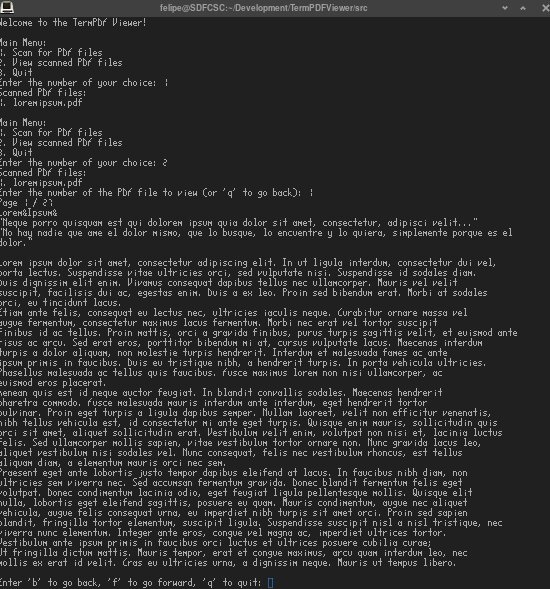 felipe@SDFCSC:~/Development/TermPDFViewer/src
Welcome to the TermPDF Viewer!
Main Menu:
1. Scan for PDF files
2. View scanned PDF files
3. Quit
Enter the number of your choice: 1
Scanned PDF files:
1. loremipsum.pdf
Main Menu:
1. Scan for PDF files
2. View scanned PDF files
3. Quit
Enter the number of your choice: 2
Scanned PDF files:
1. loremipsum.pdf
Enter the number of the PDF file to view (or 'q' to go back): 1
Page 1 / 27
Lorem&Ipsum&
"Neque porro quisquam est qui dolorem ipsum quia dolor sit amet, consectetur, adipisci velit..."
"No hay nadie que ame el dolor mismo, que lo busque, lo encuentre y lo quiera, simplemente porque es el
dolor."
Lorem ipsum dolor sit amet, consectetur adipiscing elit. In ut ligula interdum, consectetur dui vel,
porta lectus. Suspendisse vitae ultricies orci, sed vulputate nisi. Suspendisse id sodales diam.
Duis dignissim elit enim. Vivamus consequat dapibus tellus nec ullamcorper. Mauris vel velit
suscipit, facilisis dui ac, egestas enim. Duis a ex leo. Proin sed bibendum erat. Morbi at sodales
orci, eu tincidunt lacus.
Etiam ante felis, consequat eu lectus nec, ultricies iaculis neque. Curabitur ornare massa vel
augue fermentum, consectetur maximus lacus fermentum. Morbi nec erat vel tortor suscipit
finibus id ac tellus. Proin mattis, orci a gravida finibus, purus turpis sagittis velit, et euismod ante
risus ac arcu. Sed erat eros, porttitor bibendum mi at, cursus vulputate lacus. Maecenas interdum
turpis a dolor aliquam, non molestie turpis hendrerit. Interdum et malesuada fames ac ante
ipsum primis in faucibus. Duis eu tristique nibh, a hendrerit turpis. In porta vehicula ultricies.
Phasellus malesuada ac tellus quis faucibus. Fusce maximus lorem non nisi ullamcorper, ac
euismod eros placerat.
Aenean quis est id neque auctor feugiat. In blandit convallis sodales. Maecenas hendrerit
pharetra commodo. Fusce malesuada mauris interdum ante interdum, eget hendrerit tortor
pulvinar. Proin eget turpis a ligula dapibus semper. Nullam laoreet, velit non efficitur venenatis,
nibh tellus vehicula est, id consectetur mi ante eget turpis. Quisque enim mauris, sollicitudin quis
orci sit amet, aliquet sollicitudin erat. Vestibulum velit enim, volutpat non nisi et, lacinia luctus
felis. Sed ullamcorper mollis sapien, vitae vestibulum tortor ornare non. Nunc gravida lacus leo,
aliquet vestibulum nisi sodales vel. Nunc consequat, felis nec vestibulum rhoncus, est tellus
aliquam diam, a elementum mauris orci nec sem.
Praesent eget ante lobortis justo tempor dapibus eleifend at lacus. In faucibus nibh diam, non
ultricies sem viverra nec. Sed accumsan fermentum gravida. Donec blandit fermentum felis eget
volutpat. Donec condimentum lacinia odio, eget feugiat ligula pellentesque mollis. Quisque elit
nulla, lobortis eget eleifend sagittis, posuere eu quam. Mauris condimentum, augue nec aliquet
vehicula, augue felis consequat urna, eu imperdiet nibh turpis sit amet orci. Proin sed sapien
blandit, fringilla tortor elementum, suscipit ligula. Suspendisse suscipit nisl a nisl tristique, nec
viverra nunc elementum. Integer ante eros, congue vel magna ac, imperdiet ultrices tortor.
Vestibulum ante ipsum primis in faucibus orci luctus et ultrices posuere cubilia curae;
Ut fringilla dictum mattis. Mauris tempor, erat et congue maximus, arcu quam interdum leo, nec
mollis ex erat id velit. Cras eu ultricies urna, a dignissim neque. Mauris ut tempus libero.
Enter 'b' to go back, 'f' to go forward, 'q' to quit: